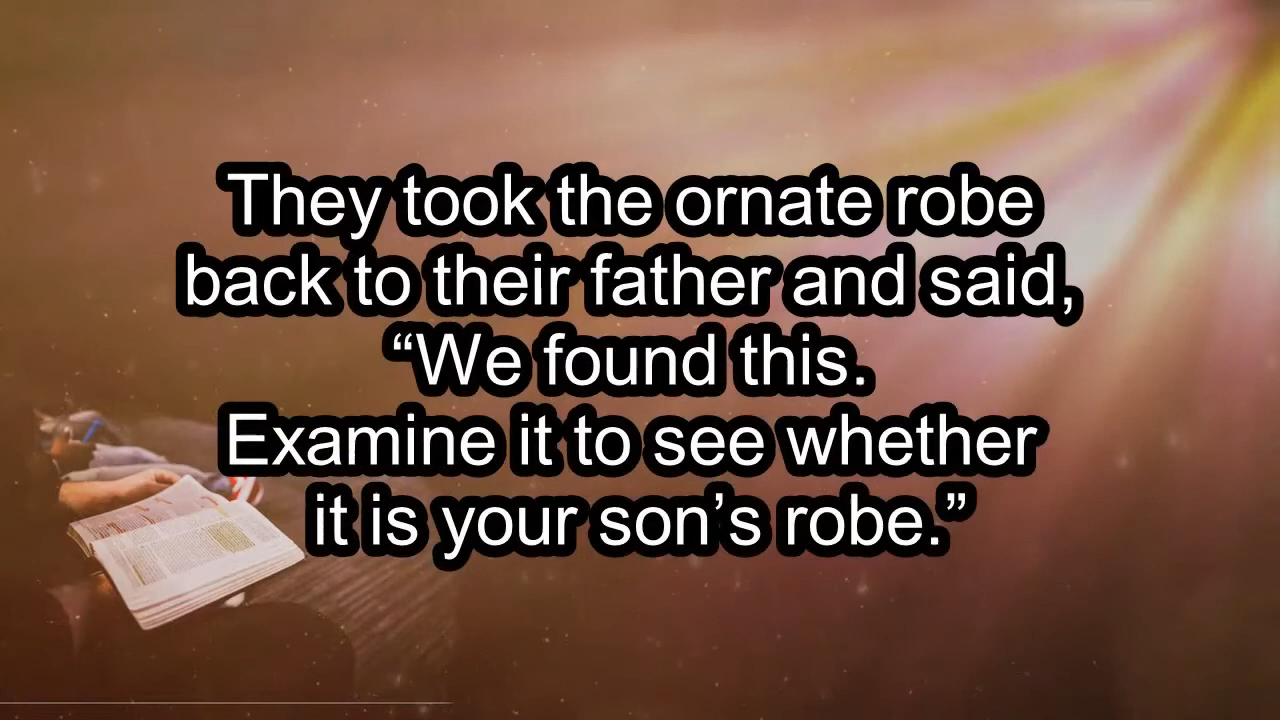 They took the ornate robe
back to their father and said,
“We found this.
Examine it to see whether
it is your son’s robe.”